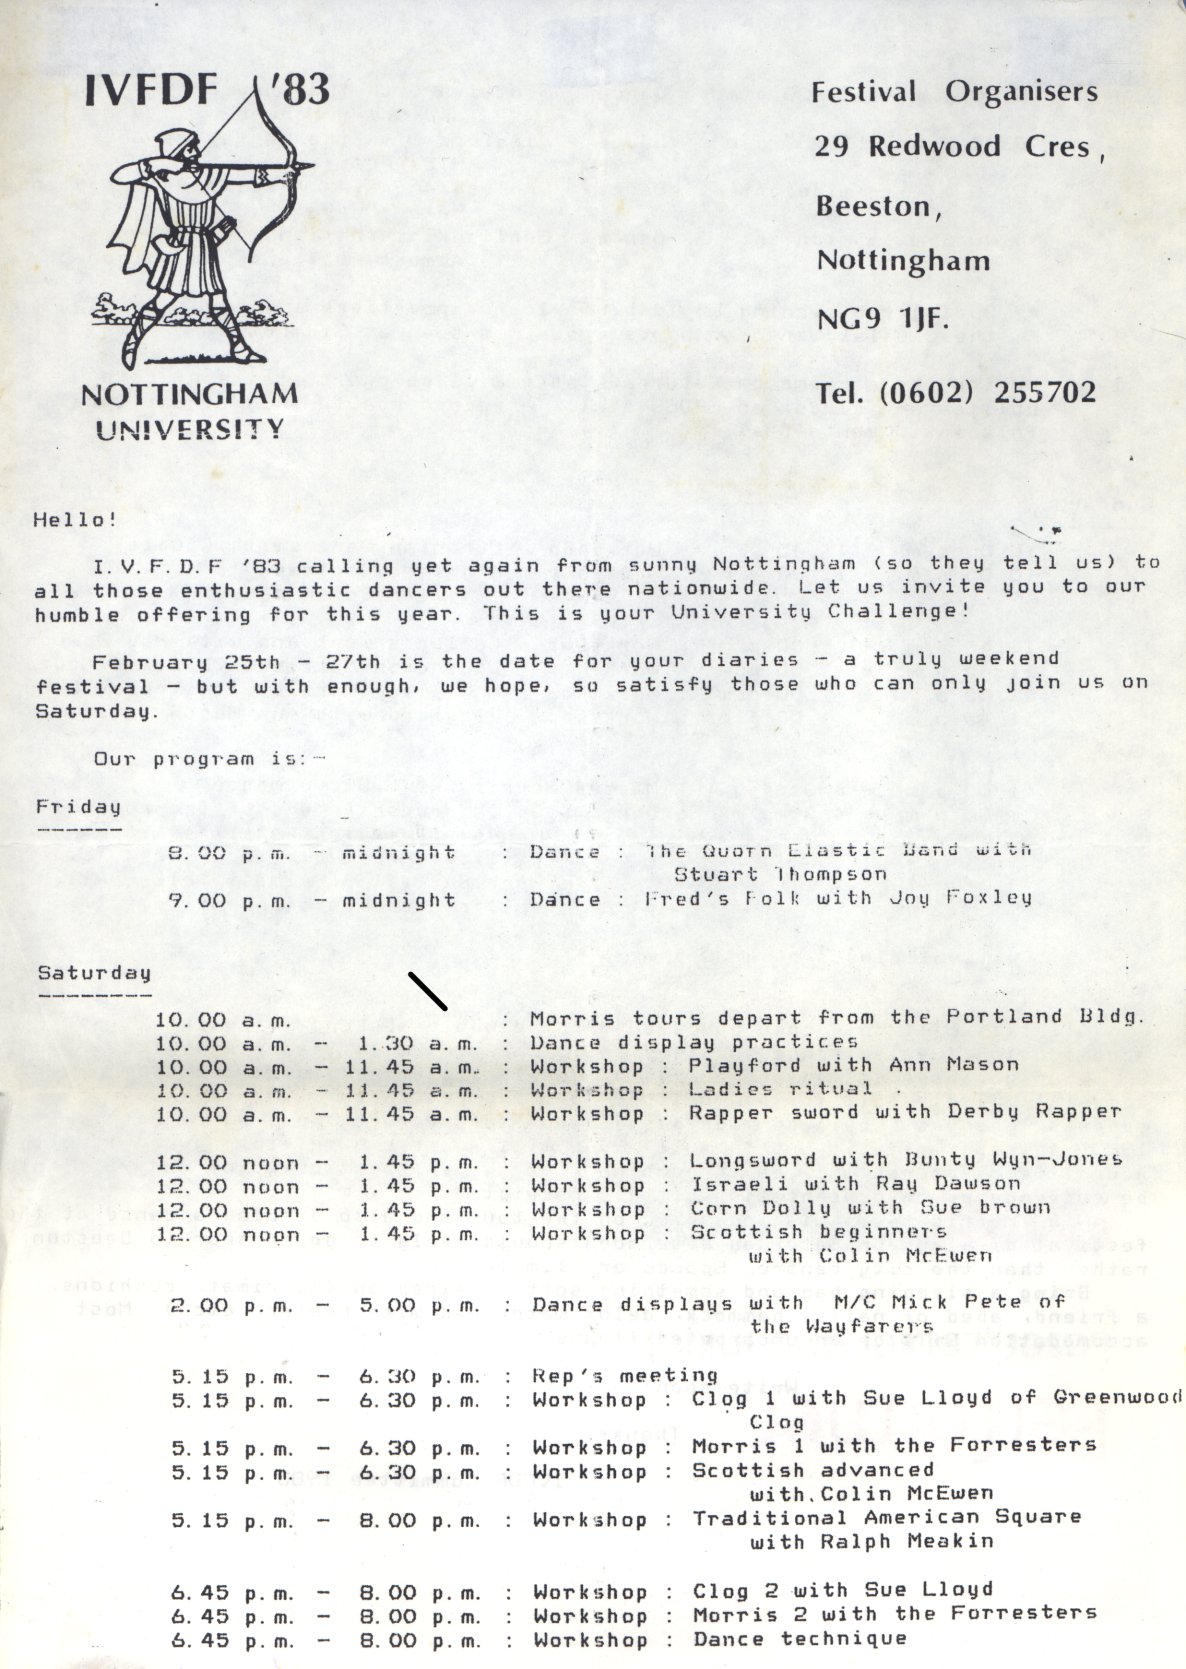 IVFDF '83
NOTTINGHAM
UNIVERSITY
Festival Organisers
29 Redwood Cres,
Beeston,
Nottingham
NG9 1JF.
Tel. (0602) 255702
Hello!
I.V.F.D.F '83 calling yet again from sunny Nottingham (so they tell us) to
all those enthusiastic dancers out there nationwide. Let us invite you to our
humble offering for this year. This is your University Challenge!
February 25th - 27th is the date for your diaries - a truly weekend
festival - but with enough, we hope, so satisfy those who can only join us on
Saturday.
Our program is:-
Friday
8.00 p.m. - midnight : Dance : The Quorn Elastic Band with
Stuart Thompson
9.00 p.m. - midnight : Dance : Fred's Folk with Joy Foxley
Saturday
10.00 a.m. : Morris tours depart from the Portland Bldg.
10.00 a.m. - 1.30 a.m. : Dance display practices
10.00 a.m. - 11.45 a.m. : Workshop : Playford with Ann Mason
10.00 a.m. - 11.45 a.m. : Workshop : Ladies ritual
10.00 a.m. - 11.45 a.m. : Workshop : Rapper sword with Derby Rapper
12.00 noon - 1.45 p.m. : Workshop : Longsword with Bunty Wyn-Jones
12.00 noon - 1.45 p.m. : Workshop : Israeli with Ray Dawson
12.00 noon - 1.45 p.m. : Workshop : Corn Dolly with Sue brown
12.00 noon - 1.45 p.m. : Workshop : Scottish beginners
with Colin McEwen
2.00 p.m. - 5.00 p.m. : Dance displays with M/C Mick Pete of
the Wayfarers
5.15 p.m. - 6.30 p.m. : Rep's meeting
5.15 p.m. - 6.30 p.m. : Workshop : Clog 1 with Sue Lloyd of Greenwood
Clog
5.15 p.m. - 6.30 p.m. : Workshop : Morris 1 with the Forresters
5.15 p.m. - 6.30 p.m. : Workshop : Scottish advanced
with Colin McEwen
5.15 p.m. - 8.00 p.m. : Workshop : Traditional American Square
with Ralph Meakin
6.45 p.m. - 8.00 p.m. : Workshop : Clog 2 with Sue Lloyd
6.45 p.m. - 8.00 p.m. : Workshop : Morris 2 with the Forresters
6.45 p.m. - 8.00 p.m. : Workshop : Dance technique